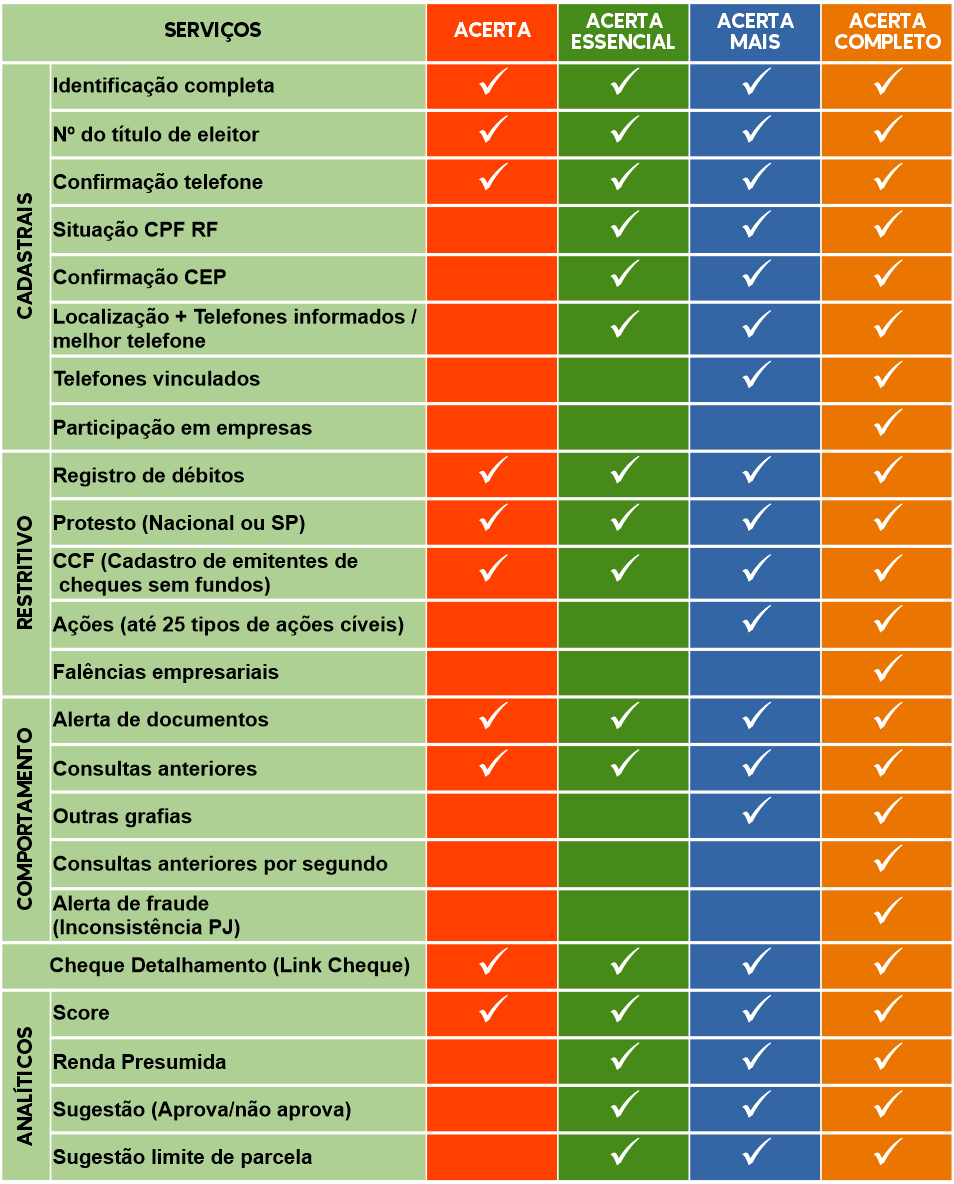 SERVIÇOS
ACERTA
ACERTA
ESSENCIAL
ACERTA
MAIS
ACERTA
COMPLETO
CADASTRAIS
Identificação completa
Nº do título de eleitor
Confirmação telefone
Situação CPF RF
Confirmação CEP
Localização + Telefones informados /
melhor telefone
Telefones vinculados
Participação em empresas
RESTRITIVO
Registro de débitos
Protesto (Nacional ou SP)
CCF (Cadastro de emitentes de
cheques sem fundos)
Ações (até 25 tipos de ações cíveis)
Falências empresariais
COMPORTAMENTO
Alerta de documentos
Consultas anteriores
Outras grafias
Consultas anteriores por segundo
Alerta de fraude
(Inconsistência PJ)
Cheque Detalhamento (Link Cheque)
ANALÍTICOS
Score
Renda Presumida
Sugestão (Aprova/não aprova)
Sugestão limite de parcela